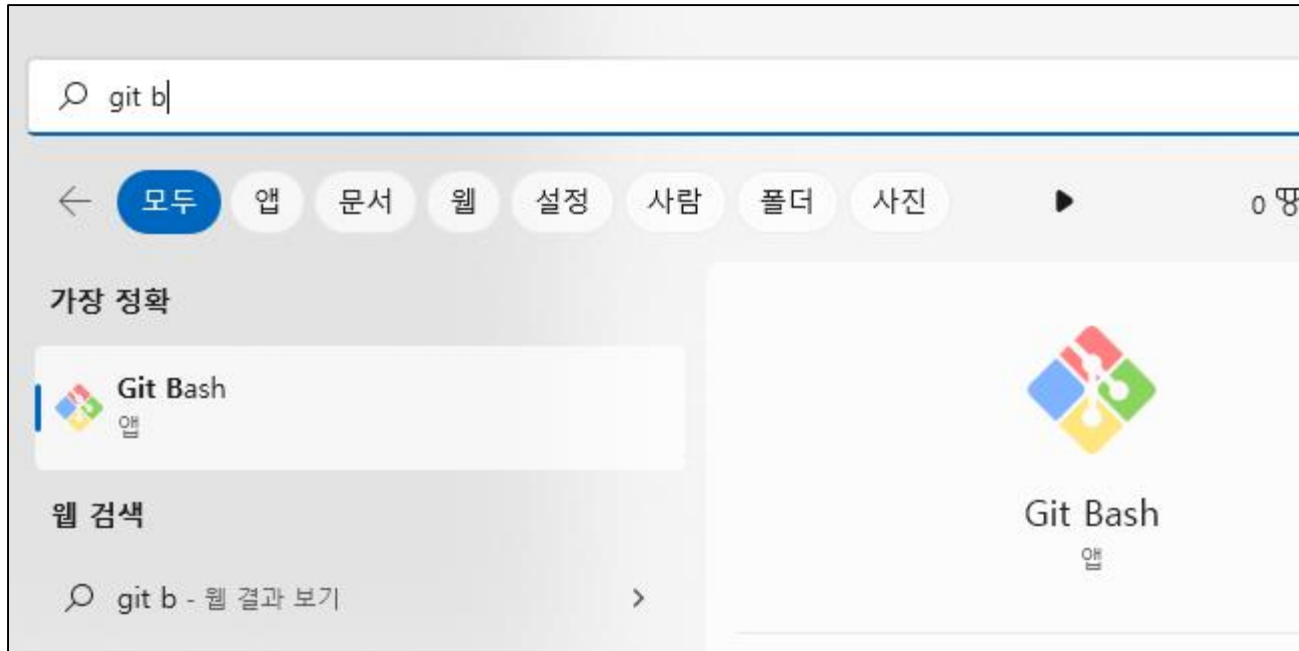 git b
모두 앱 문서 웹 설정 사람 폴더 사진 0
가장 정확
Git Bash
앱
웹 검색
git b - 웹 결과 보기
Git Bash
앱